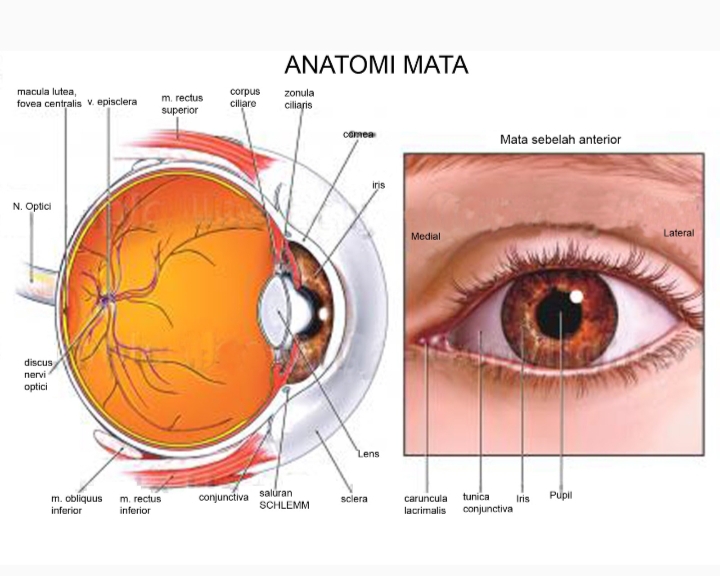 ANATOMI MATA
macula lutea,
fovea centralis
v. episclera
m. rectus
superior
corpus
ciliare
zonula
ciliaris
iris
N. Optici
discus
nervi
optici
m. obliquus
inferior
m. rectus
inferior
conjunctiva
saluran
SCHLEMM
sclera
Lens
Mata sebelah anterior
Medial
Lateral
caruncula
lacrimalis
tunica
conjunctiva
Iris
Pupil